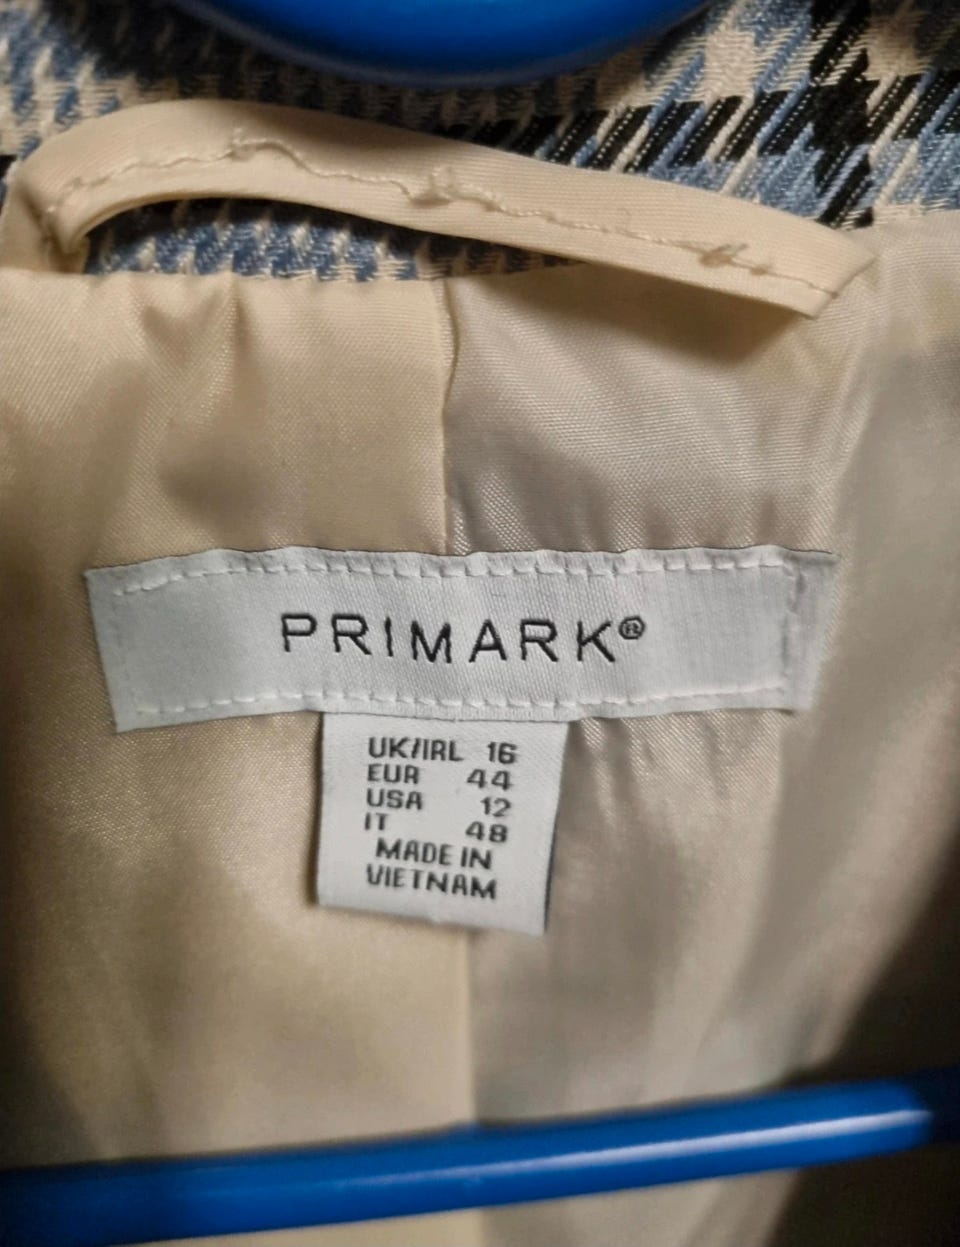 PRIMARK®
UK/IRL 16
EUR 44
USA 12
IT 48
MADE IN
VIETNAM